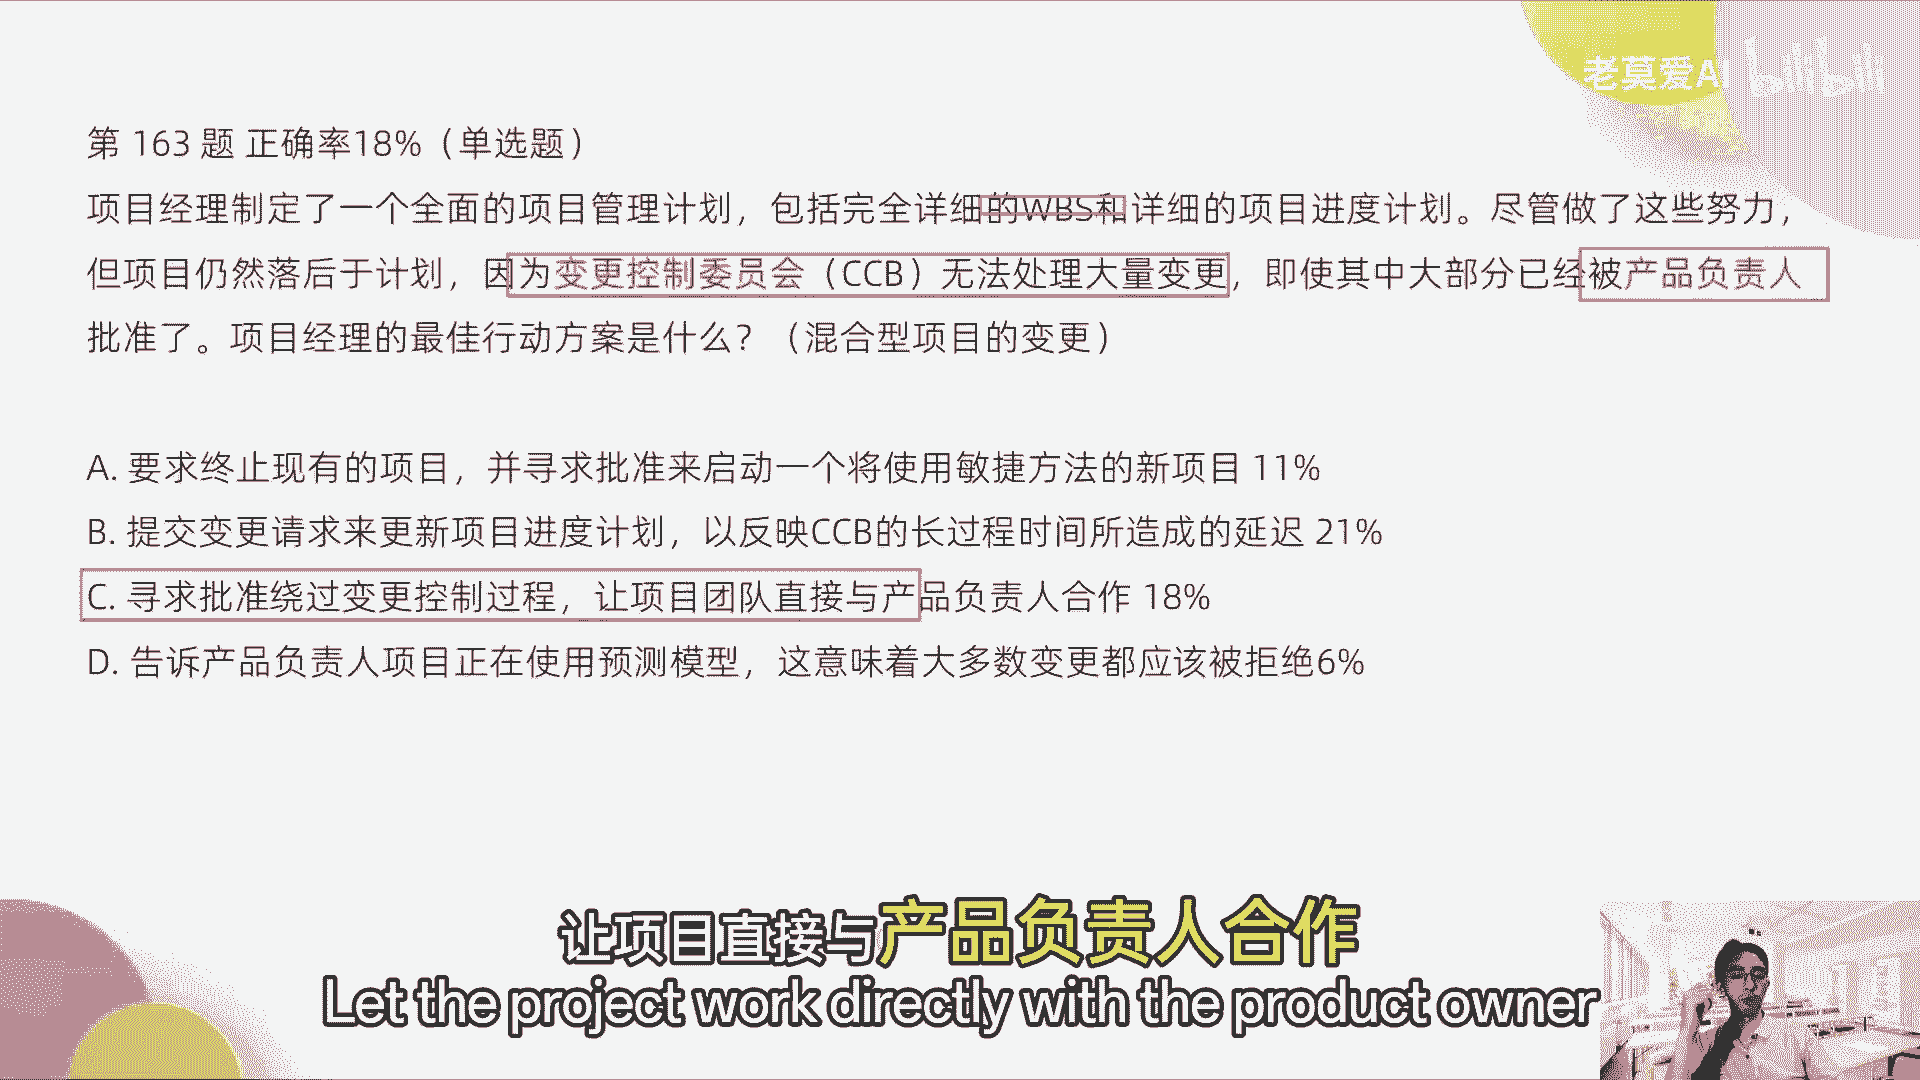 老莫爱AI bilibili
第 163 题 正确率18%（单选题）
项目经理制定了一个全面的项目管理计划，包括完全详细的WBS和详细的项目进度计划。尽管做了这些努力，
但项目仍然落后于计划，因为变更控制委员会（CCB）无法处理大量变更，即使其中大部分已经被产品负责人
批准了。项目经理的最佳行动方案是什么？（混合型项目的变更）
A. 要求终止现有的项目，并寻求批准来启动一个将使用敏捷方法的新项目 11%
B. 提交变更请求来更新项目进度计划，以反映CCB的长过程时间所造成的延迟 21%
C. 寻求批准绕过变更控制过程，让项目团队直接与产品负责人合作 18%
D. 告诉产品负责人项目正在使用预测模型，这意味着大多数变更都应该被拒绝6%
让项目直接与产品负责人合作
Let the project work directly with the product owner